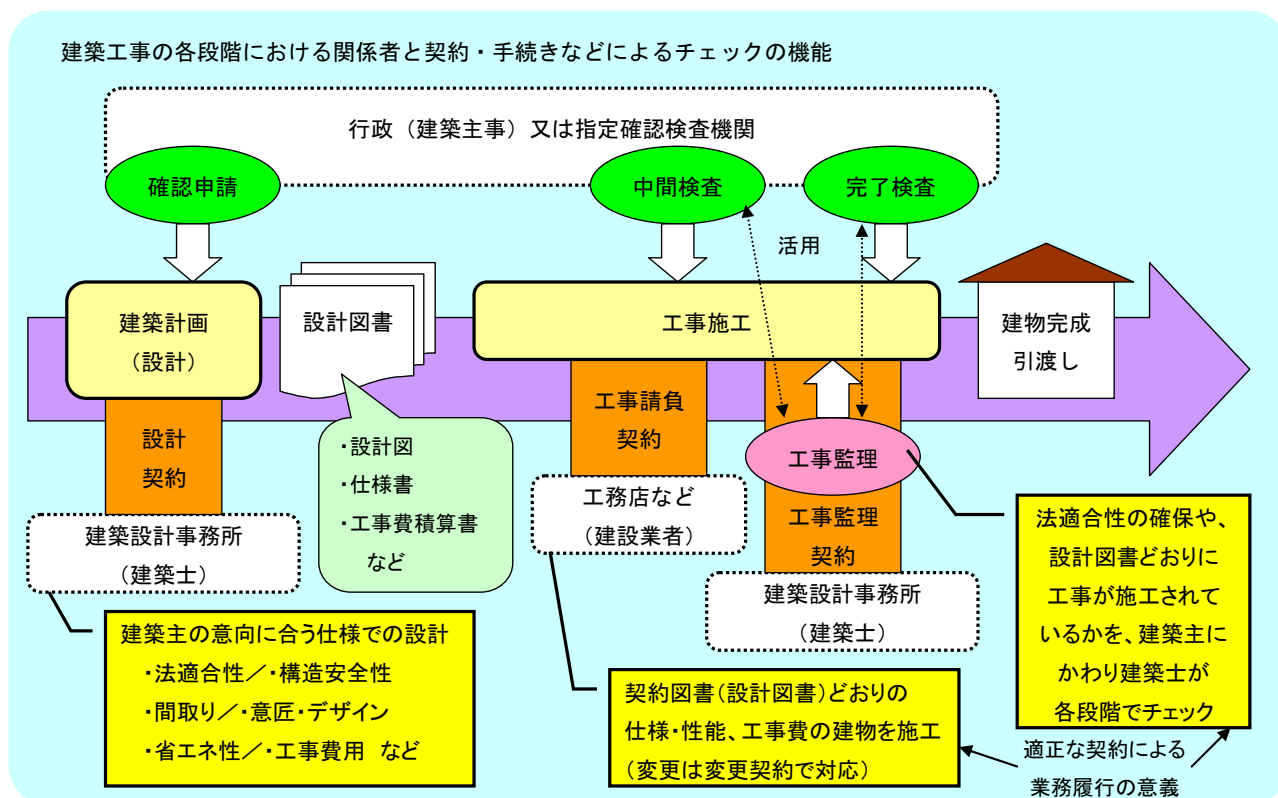 建築工事の各段階における関係者と契約・手続きなどによるチェックの機能
行政（建築主事）又は指定確認検査機関
確認申請
中間検査
完了検査
活用
建築計画
（設計）
設計図書
工事施工
建物完成
引渡し
設計
契約
・設計図
・仕様書
・工事費積算書
など
工事請負
契約
工事監理
工事監理
契約
建築設計事務所
（建築士）
工務店など
（建設業者）
建築設計事務所
（建築士）
建築主の意向に合う仕様での設計
・法適合性／・構造安全性
・間取り／・意匠・デザイン
・省エネ性／・工事費用 など
契約図書（設計図書）どおりの
仕様・性能、工事費の建物を施工
（変更は変更契約で対応）
法適合性の確保や、
設計図書どおりに
工事が施工されて
いるかを、建築主に
かわり建築士が
各段階でチェック
適正な契約による
業務履行の意義